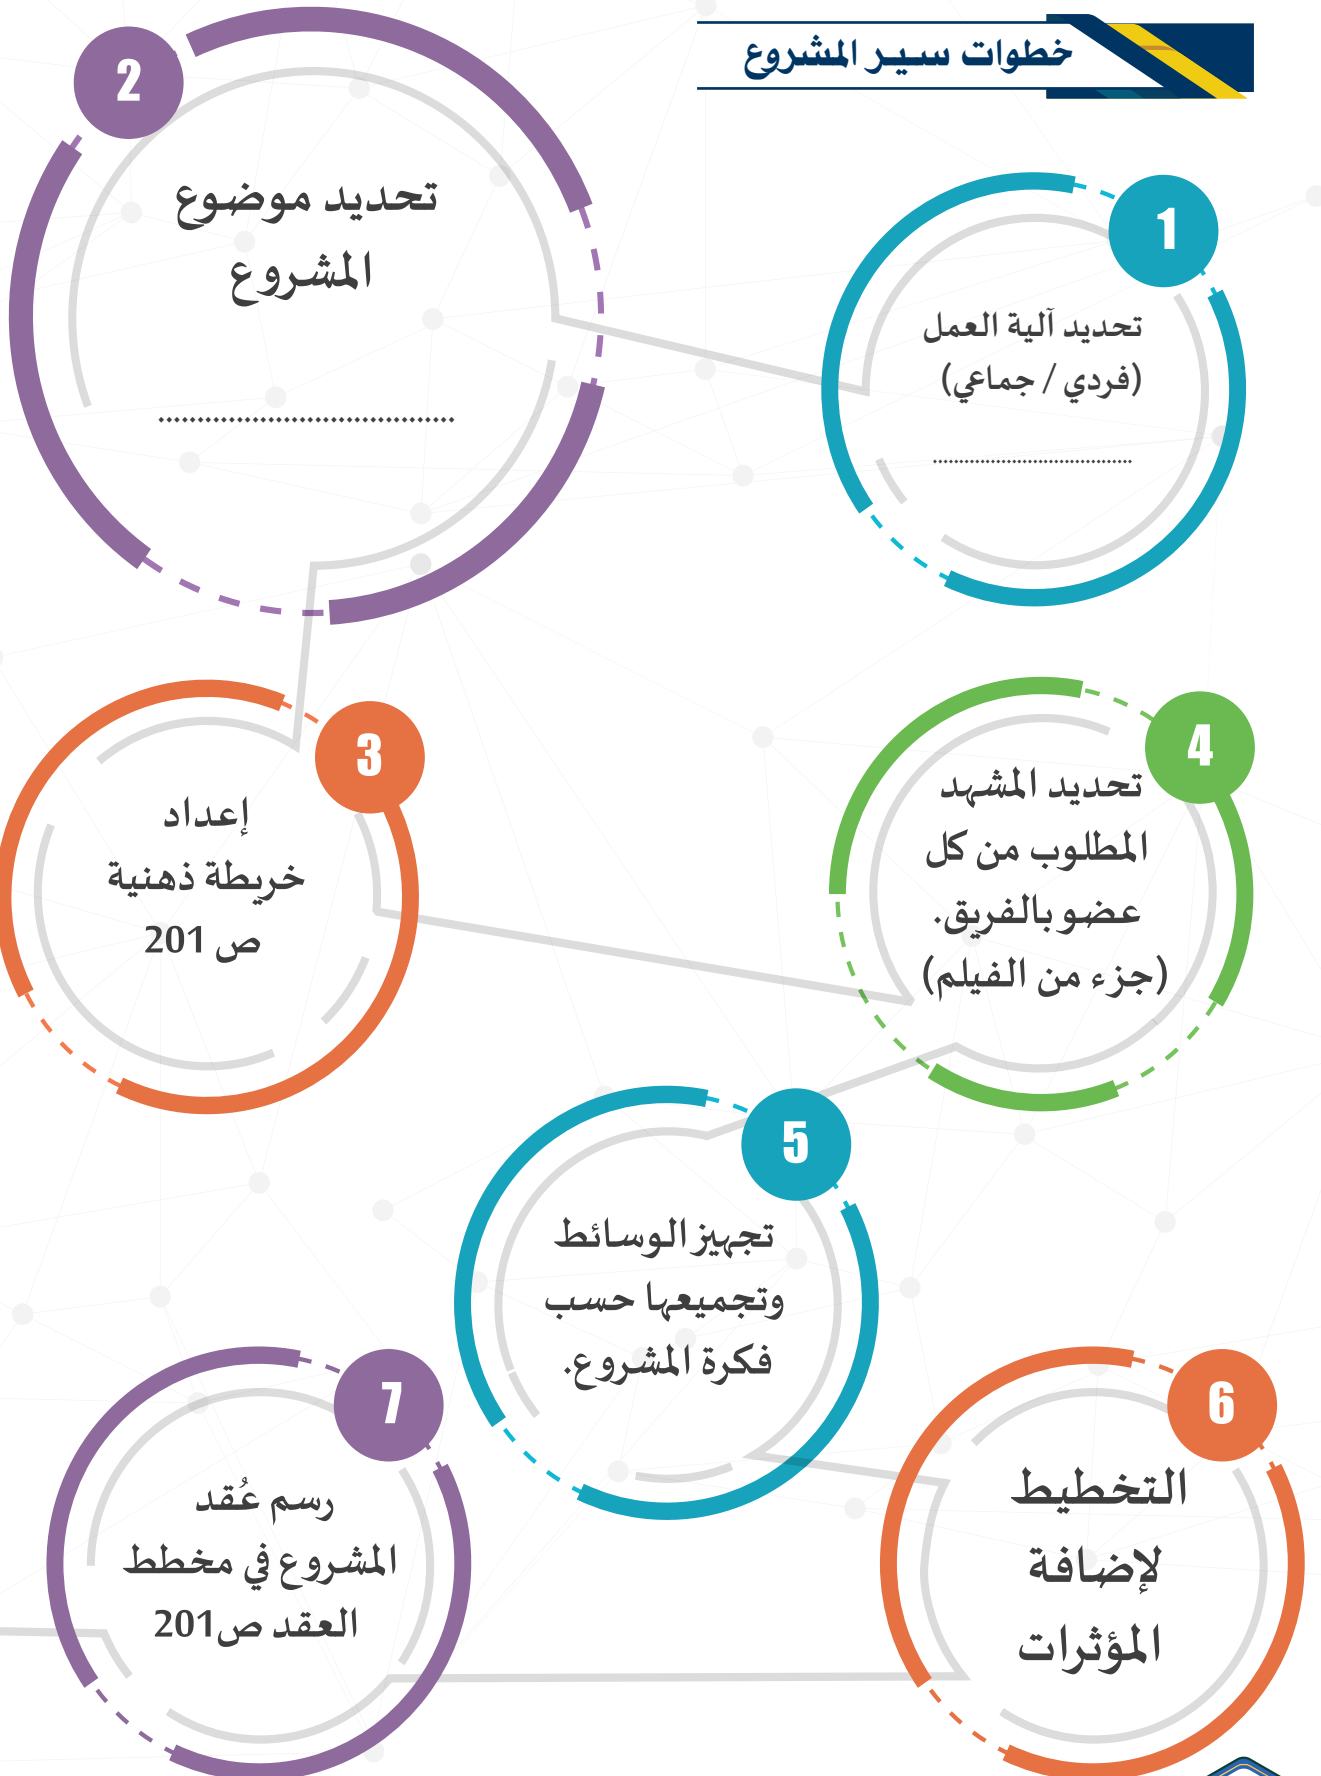 خطوات سير المشروع
1
تحديد آلية العمل
(فردي / جماعي)
......................................
2
تحديد موضوع
المشروع
......................................
3
إعداد
خريطة ذهنية
ص 201
4
تحديد المشهد
المطلوب من كل
عضو بالفريق.
(جزء من الفيلم)
5
تجهيز الوسائط
وتجميعها حسب
فكرة المشروع.
6
التخطيط
لإضافة
المؤثرات
7
رسم عُقد
المشروع في مخطط
العقد ص201